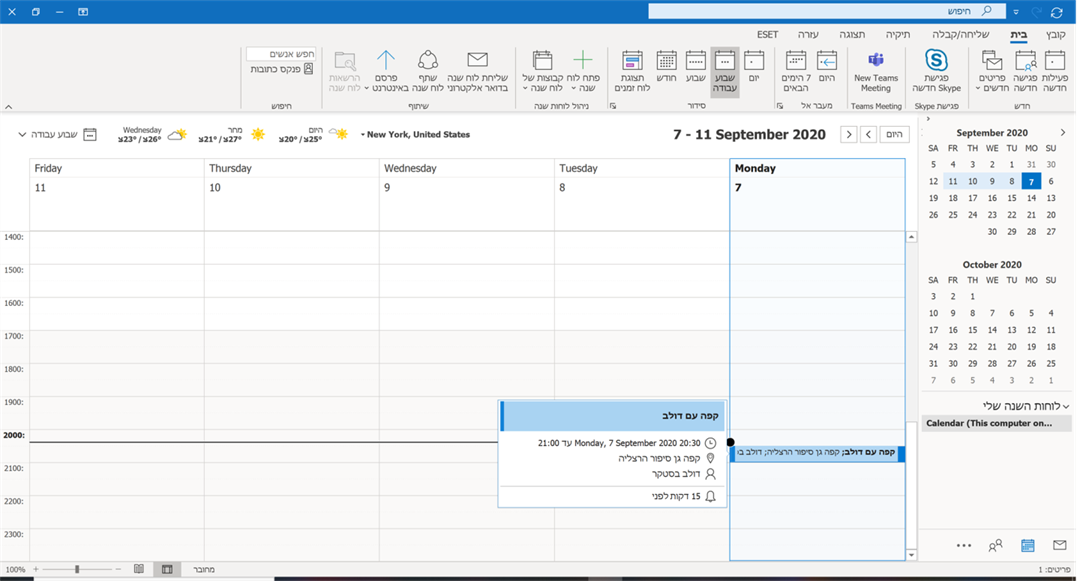 חיפוש
קובץ
בית
שליחה/קבלה
תיקיה
תצוגה
עזרה
ESET
פעילות
חדשה
פגישה
חדשה
פריטים
חדשים
חדש
פגישת
Skype חדשה
פגישת Skype
New Teams
Meeting
Teams Meeting
היום
7 הימים
הבאים
מעבר אל
יום
שבוע
עבודה
שבוע
חודש
תצוגת
לוח זמנים
סידור
פתח לוח
שנה
קבוצות של
לוח שנה
ניהול לוחות שנה
שליחת לוח שנה
בדואר אלקטרוני
שתף
לוח שנה
פרסם
באינטרנט
הרשאות
לוח שנה
שיתוף
חפש אנשים
פנקס כתובות
חיפוש
September 2020
SU MO TU WE TH FR SA
30 31 1 2 3 4 5
6 7 8 9 10 11 12
13 14 15 16 17 18 19
20 21 22 23 24 25 26
27 28 29 30
October 2020
SU MO TU WE TH FR SA
1 2 3
4 5 6 7 8 9 10
11 12 13 14 15 16 17
18 19 20 21 22 23 24
25 26 27 28 29 30 31
1 2 3 4 5 6 7
לוחות השנה שלי
Calendar (This computer on...
היום
7 - 11 September 2020
New York, United States
היום
25°צ / 20°צ
מחר
27°צ / 21°צ
Wednesday
26°צ / 23°צ
שבוע עבודה
Monday
7
Tuesday
8
Wednesday
9
Thursday
10
Friday
11
1400:
1500:
1600:
1700:
1800:
1900:
2000:
2100:
2200:
2300:
קפה עם דולב; קפה גן סיפור הרצליה; דולב בו
קפה עם דולב
Monday, 7 September 2020 20:30 עד 21:00
קפה גן סיפור הרצליה
דולב בסטקר
15 דקות לפני
פריטים: 1
מחובר
100%